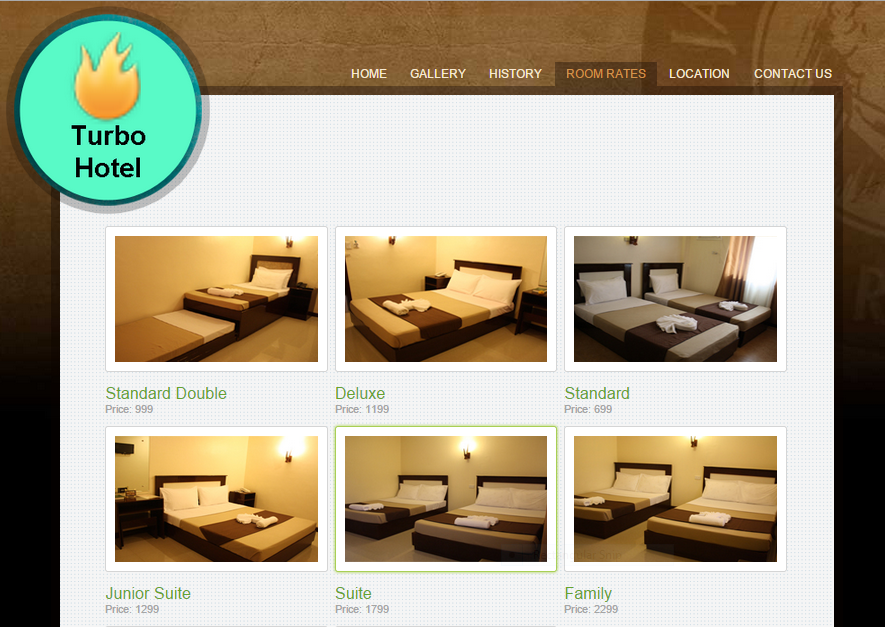 HOME GALLERY HISTORY ROOM RATES LOCATION CONTACT US
Turbo
Hotel
Standard Double
Price: 999
Deluxe
Price: 1199
Standard
Price: 699
Junior Suite
Price: 1299
Suite
Price: 1799
Family
Price: 2299